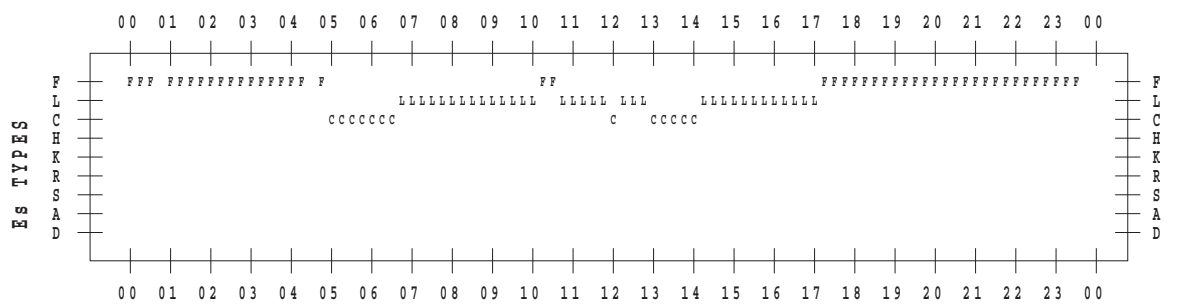 00 01 02 03 04 05 06 07 08 09 10 11 12 13 14 15 16 17 18 19 20 21 22 23 00
F FFF FFFFFFFFFFFFFF F FF FFFFFFFFFFFFFFFFFFFFFFFFFF F
L LLLLLLLLLLLLLL LLLLL LLL LLLLLLLLLLLL L
C CCCCCCC C CCCCC C
H H
K K
R R
S S
A A
D D
Es TYPES
00 01 02 03 04 05 06 07 08 09 10 11 12 13 14 15 16 17 18 19 20 21 22 23 00